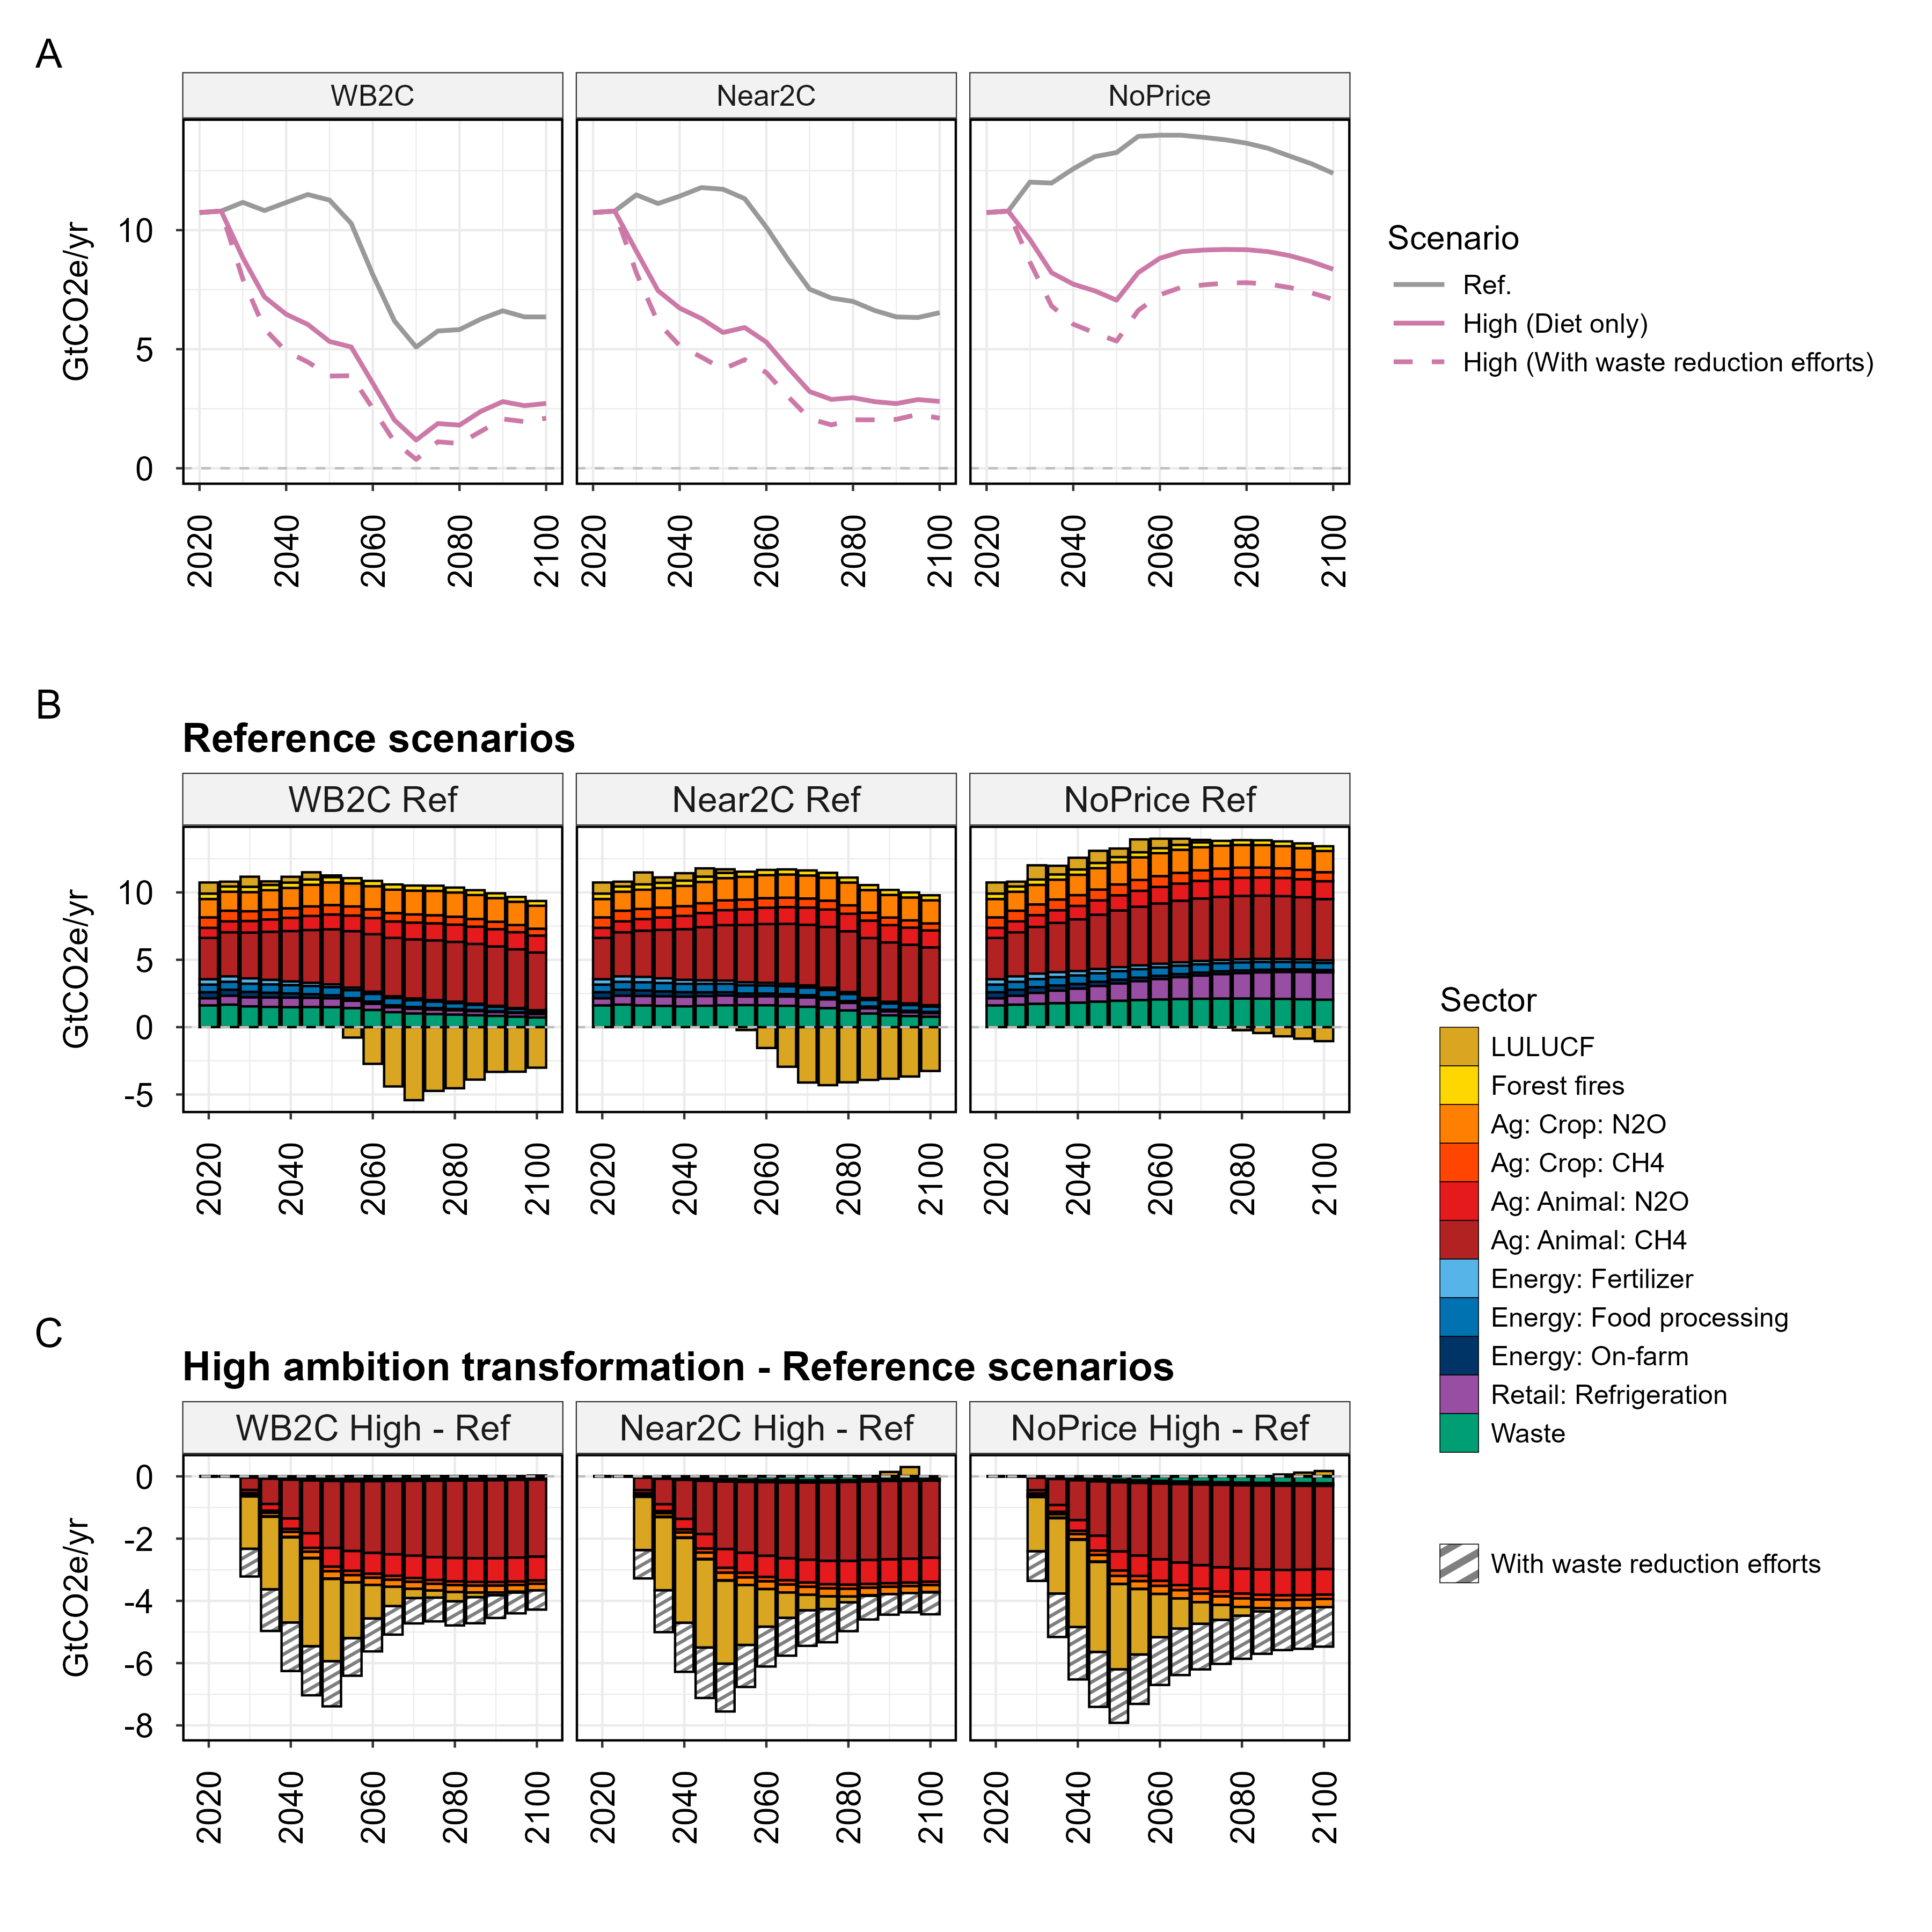 A
WB2C Near2C NoPrice
GtCO2e/yr
10
5
0
2020 2040 2060 2080 2100 2020 2040 2060 2080 2100 2020 2040 2060 2080 2100
Scenario
Ref.
High (Diet only)
High (With waste reduction efforts)
B
Reference scenarios
WB2C Ref Near2C Ref NoPrice Ref
GtCO2e/yr
10
5
0
-5
2020 2040 2060 2080 2100 2020 2040 2060 2080 2100 2020 2040 2060 2080 2100
Sector
LULUCF
Forest fires
Ag: Crop: N2O
Ag: Crop: CH4
Ag: Animal: N2O
Ag: Animal: CH4
Energy: Fertilizer
Energy: Food processing
Energy: On-farm
Retail: Refrigeration
Waste
With waste reduction efforts
C
High ambition transformation - Reference scenarios
WB2C High - Ref Near2C High - Ref NoPrice High - Ref
GtCO2e/yr
0
-2
-4
-6
-8
2020 2040 2060 2080 2100 2020 2040 2060 2080 2100 2020 2040 2060 2080 2100